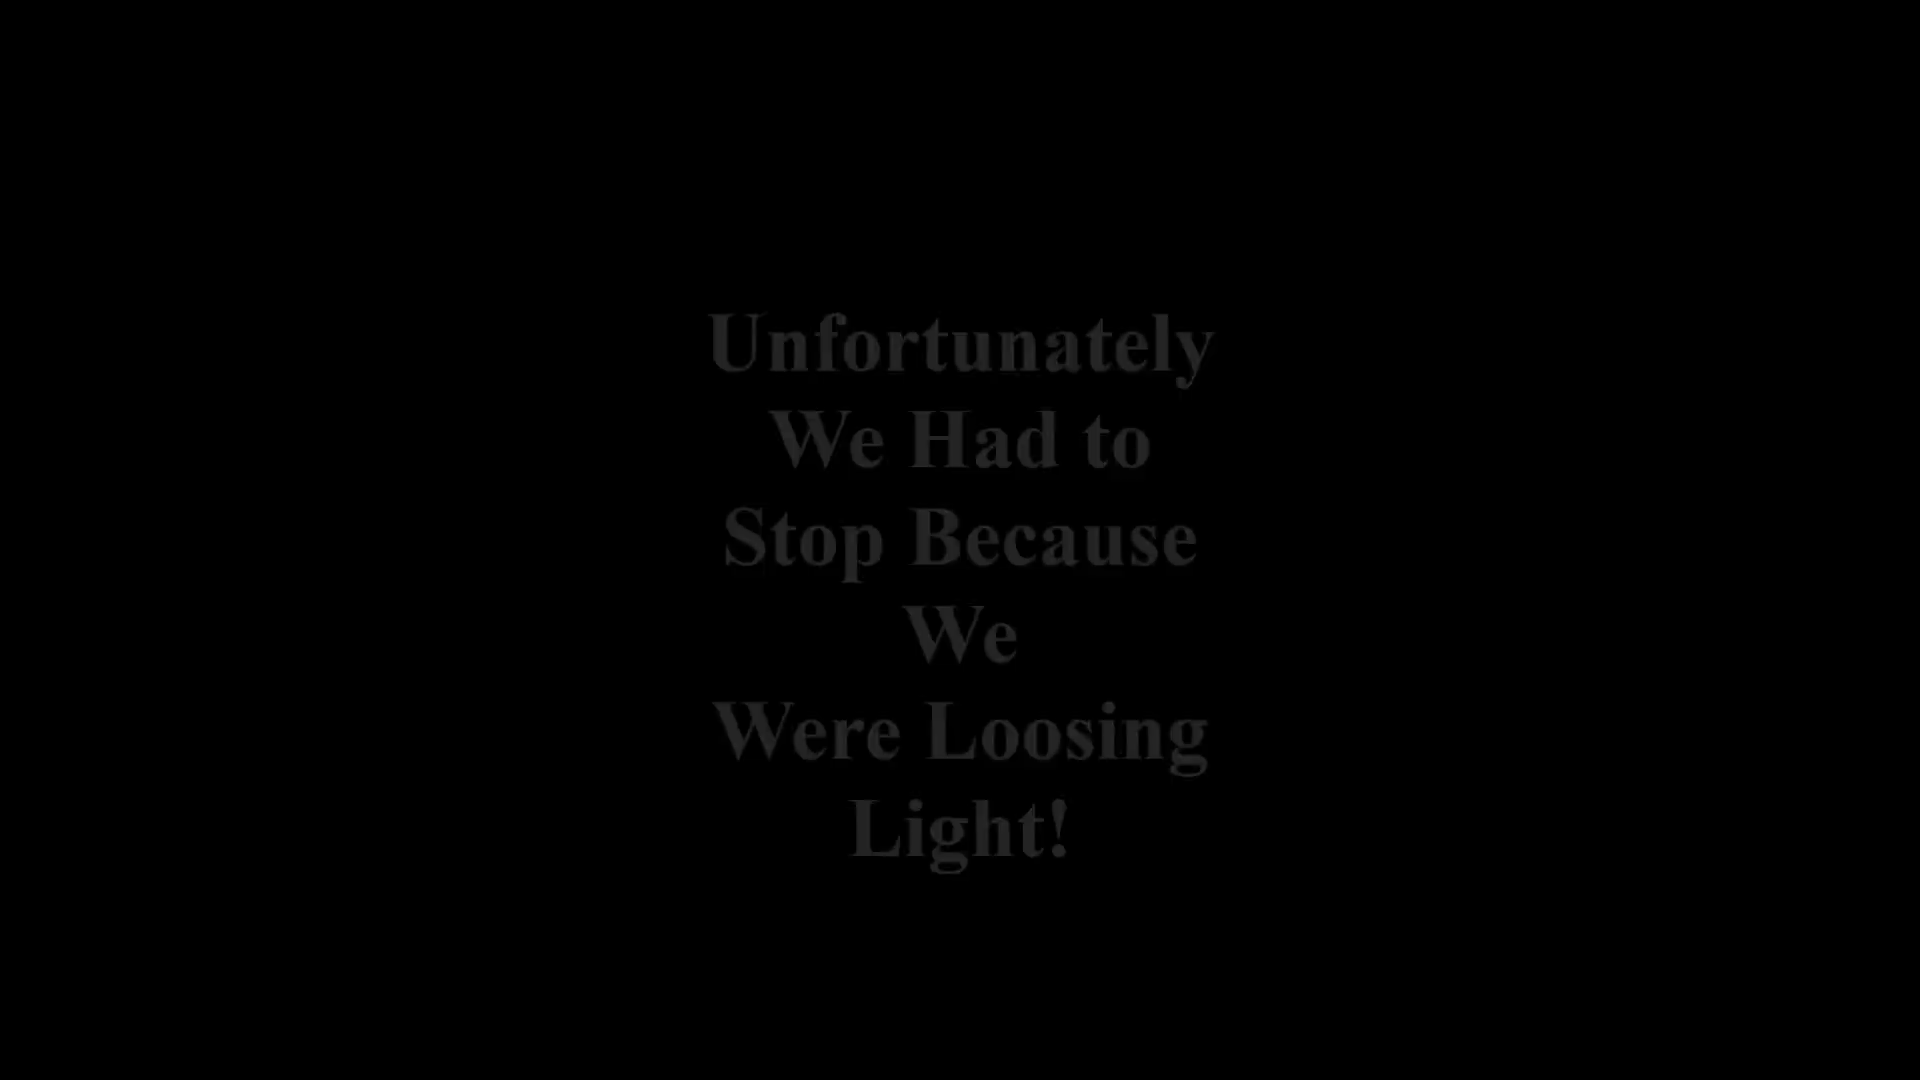 Unfortunately
We Had to
Stop Because
We
Were Loosing
Light!